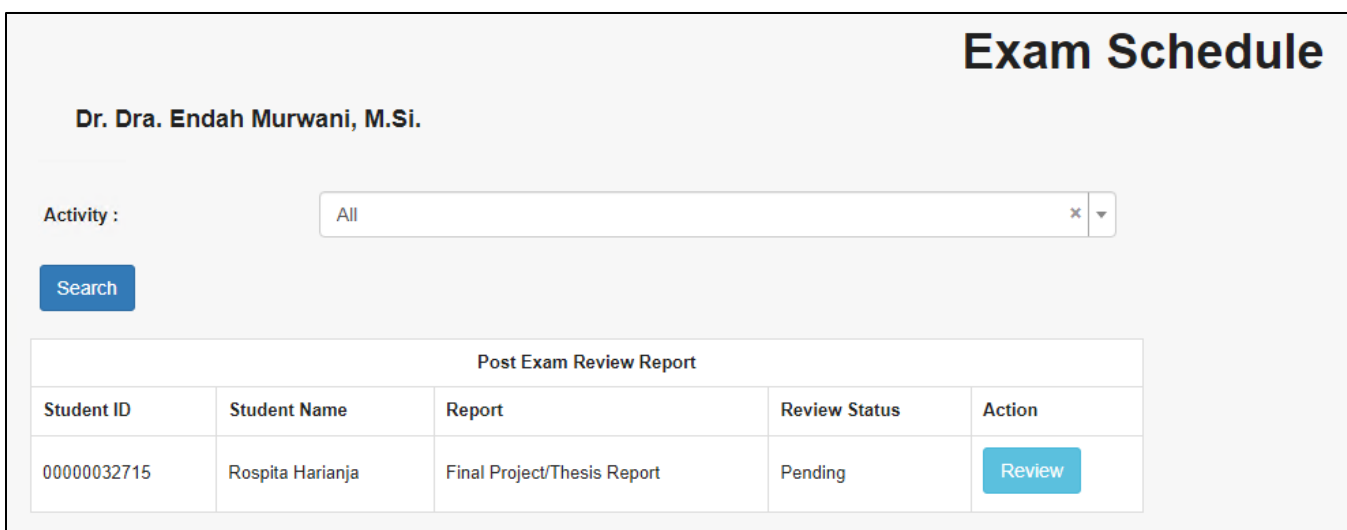 Exam Schedule
Dr. Dra. Endah Murwani, M.Si.
Activity :
All
Search
Post Exam Review Report
Student ID Student Name Report Review Status Action
00000032715 Rospita Harianja Final Project/Thesis Report Pending Review